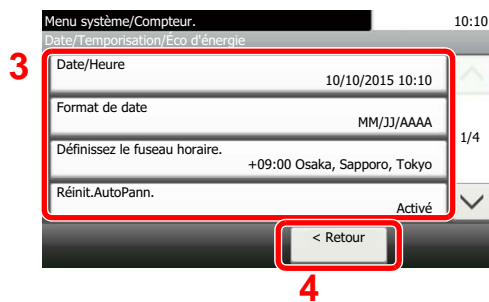 Menu système/Compteur.
10:10
Date/Temporisation/Éco d'énergie
3
Date/Heure
10/10/2015 10:10
Format de date
MM/JJ/AAAA
1/4
Définissez le fuseau horaire.
+09:00 Osaka, Sapporo, Tokyo
Réinit.AutoPann.
Activé
< Retour
4